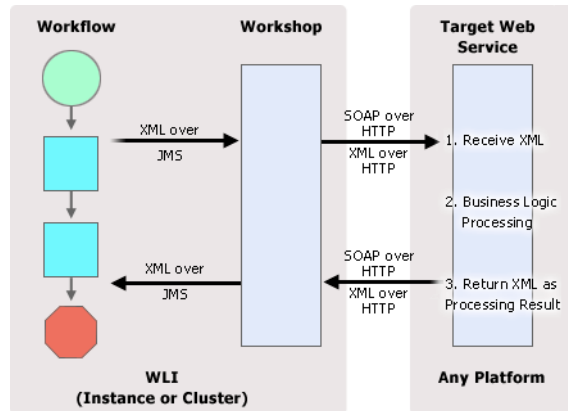 Workflow
Workshop
Target Web
Service
XML over
JMS
SOAP over
HTTP
XML over
HTTP
1. Receive XML
2. Business Logic
Processing
XML over
JMS
SOAP over
HTTP
XML over
HTTP
3. Return XML as
Processing Result
WLI
(Instance or Cluster)
Any Platform